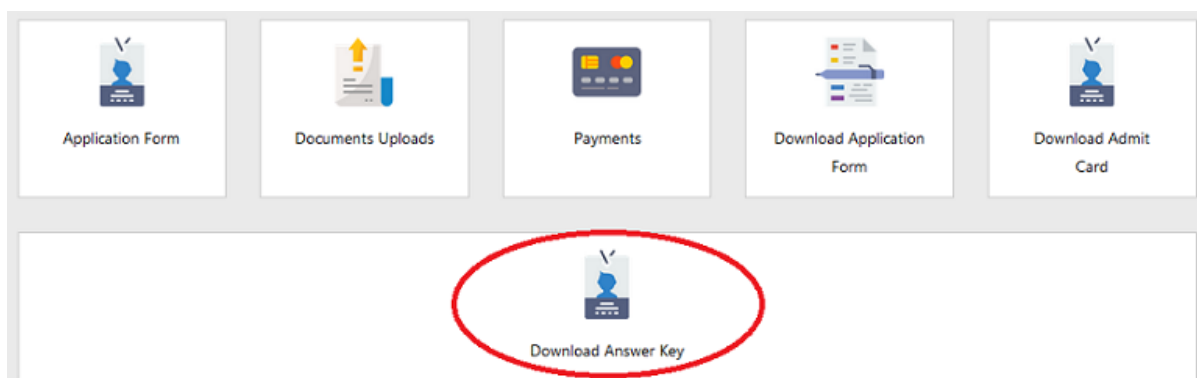 Application Form
Documents Uploads
Payments
Download Application
Form
Download Admit
Card
Download Answer Key